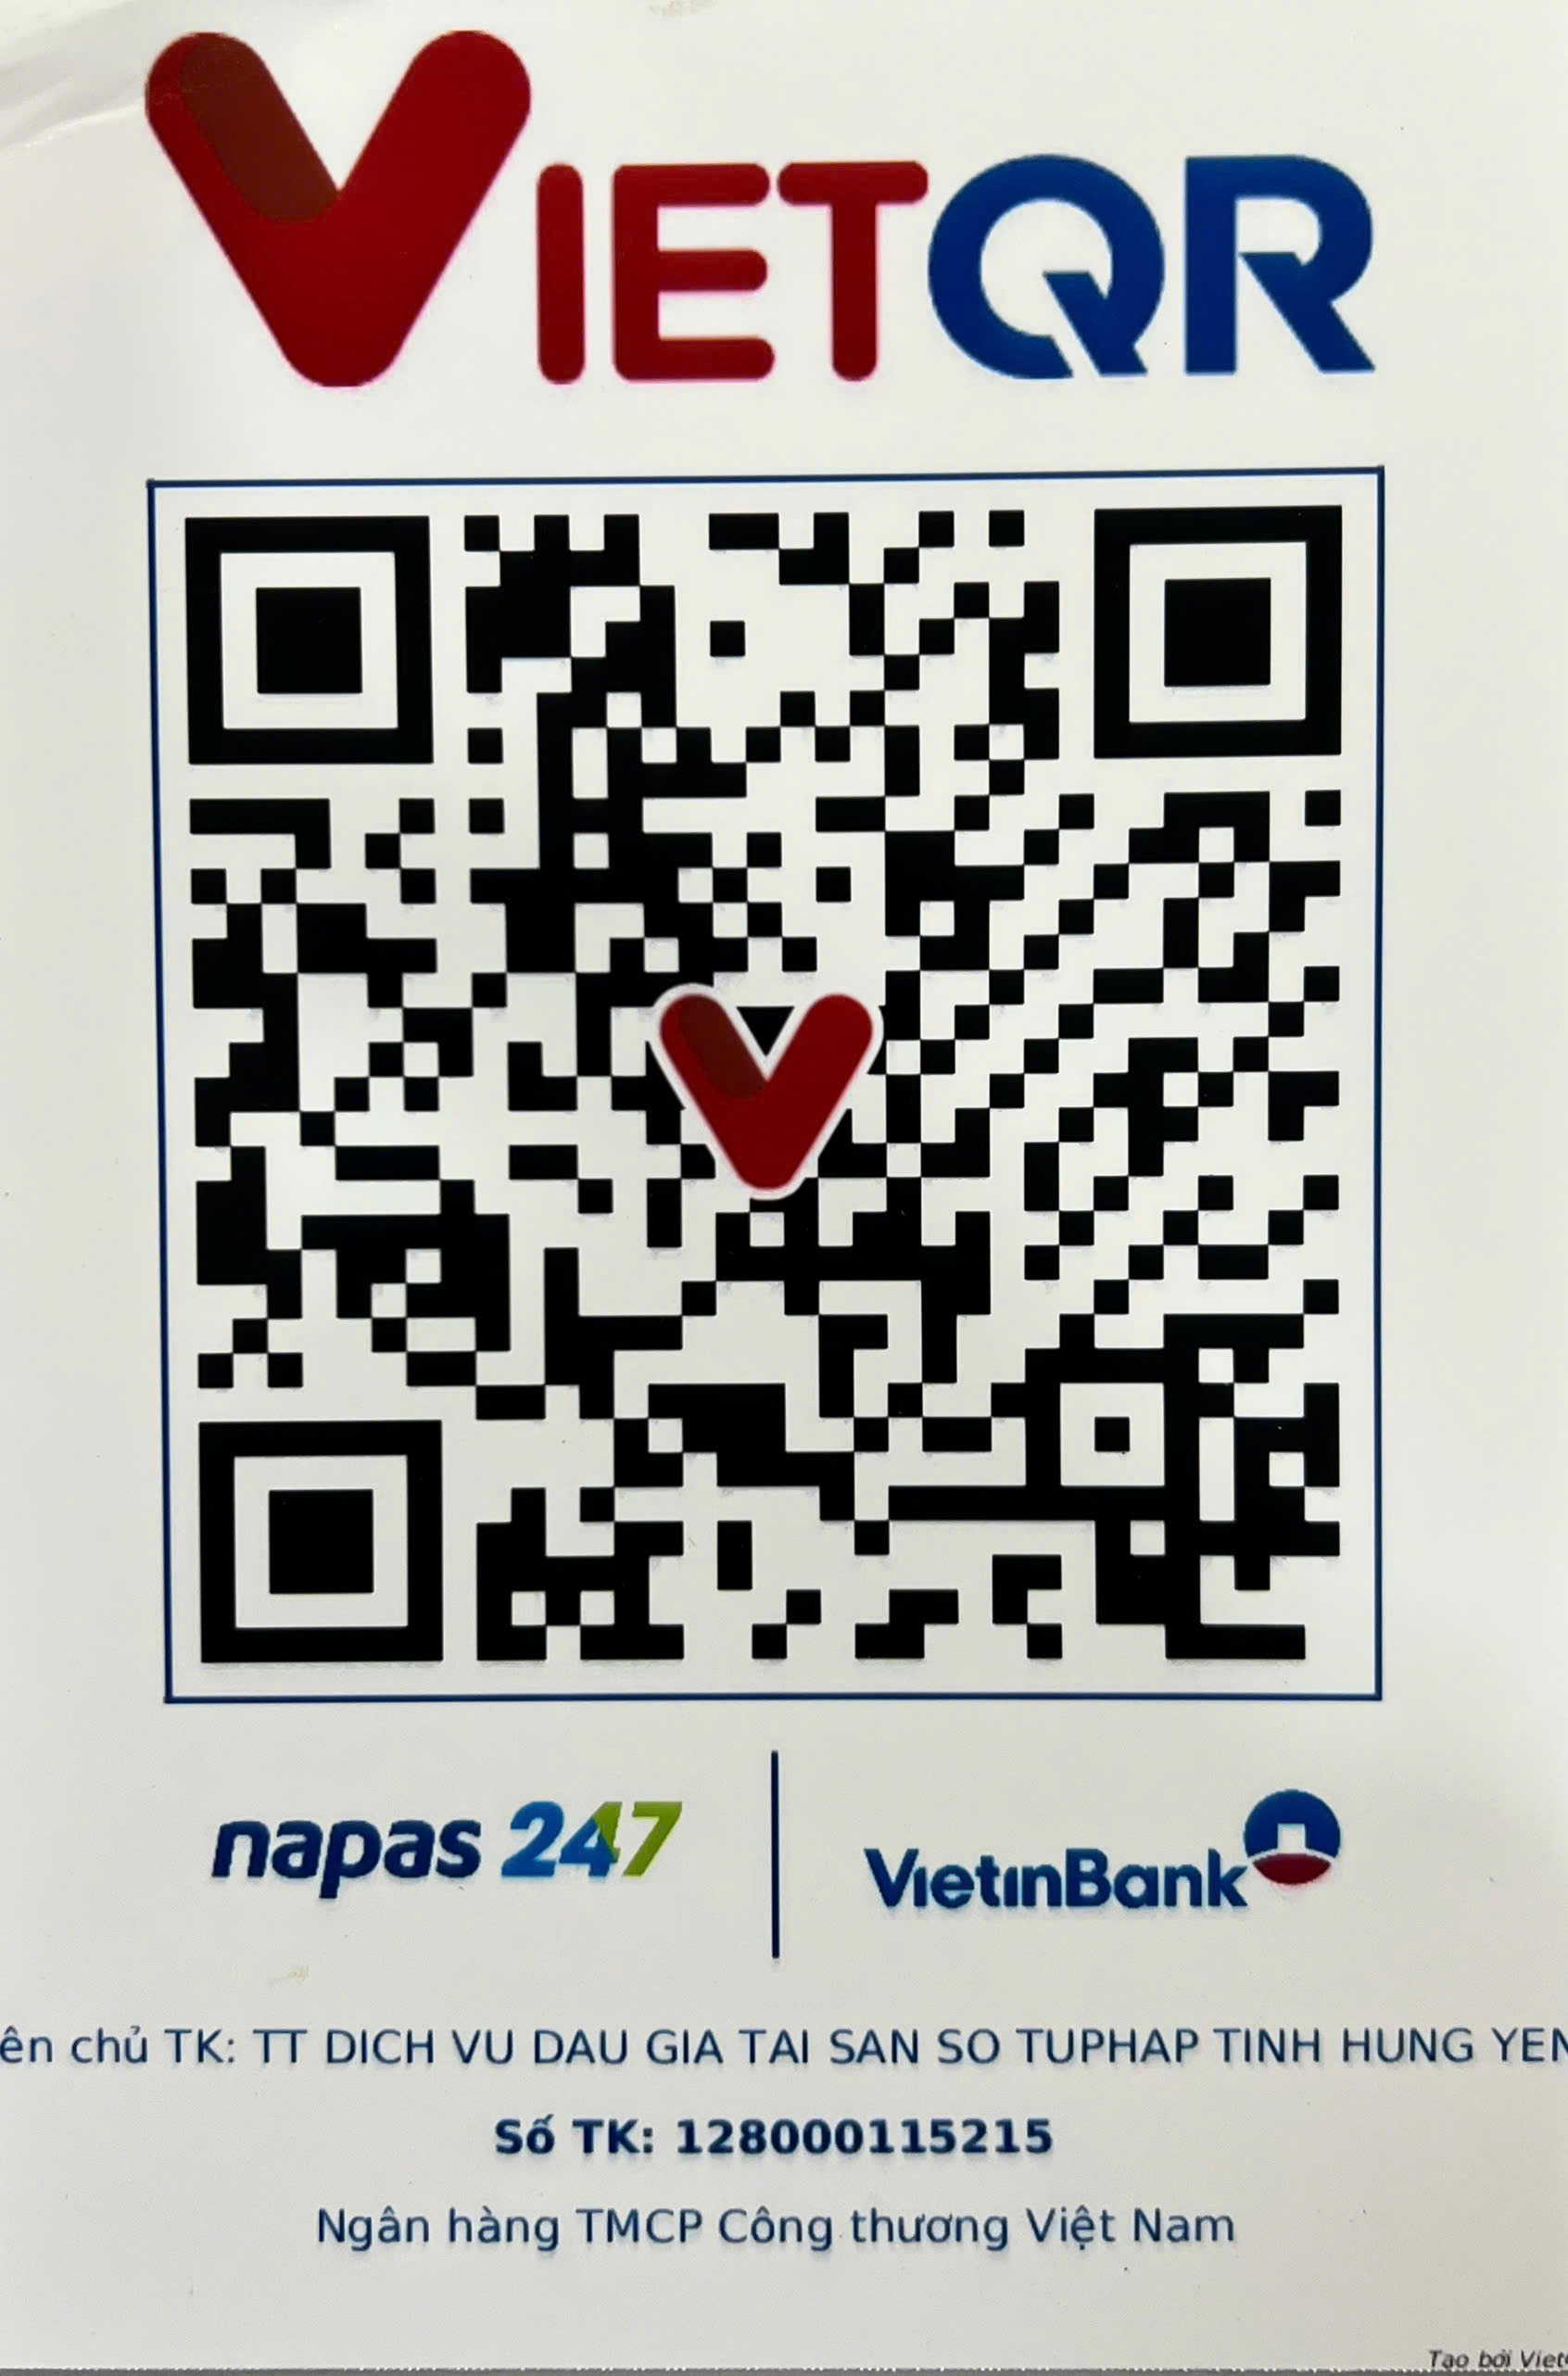 VIETQR
napas 247
VietinBank
ên chủ TK: TT DICH VU DAU GIA TAI SAN SO TUPHAP TINH HUNG YEN
Số TK: 128000115215
Ngân hàng TMCP Công thương Việt Nam
Tạo bởi Viet